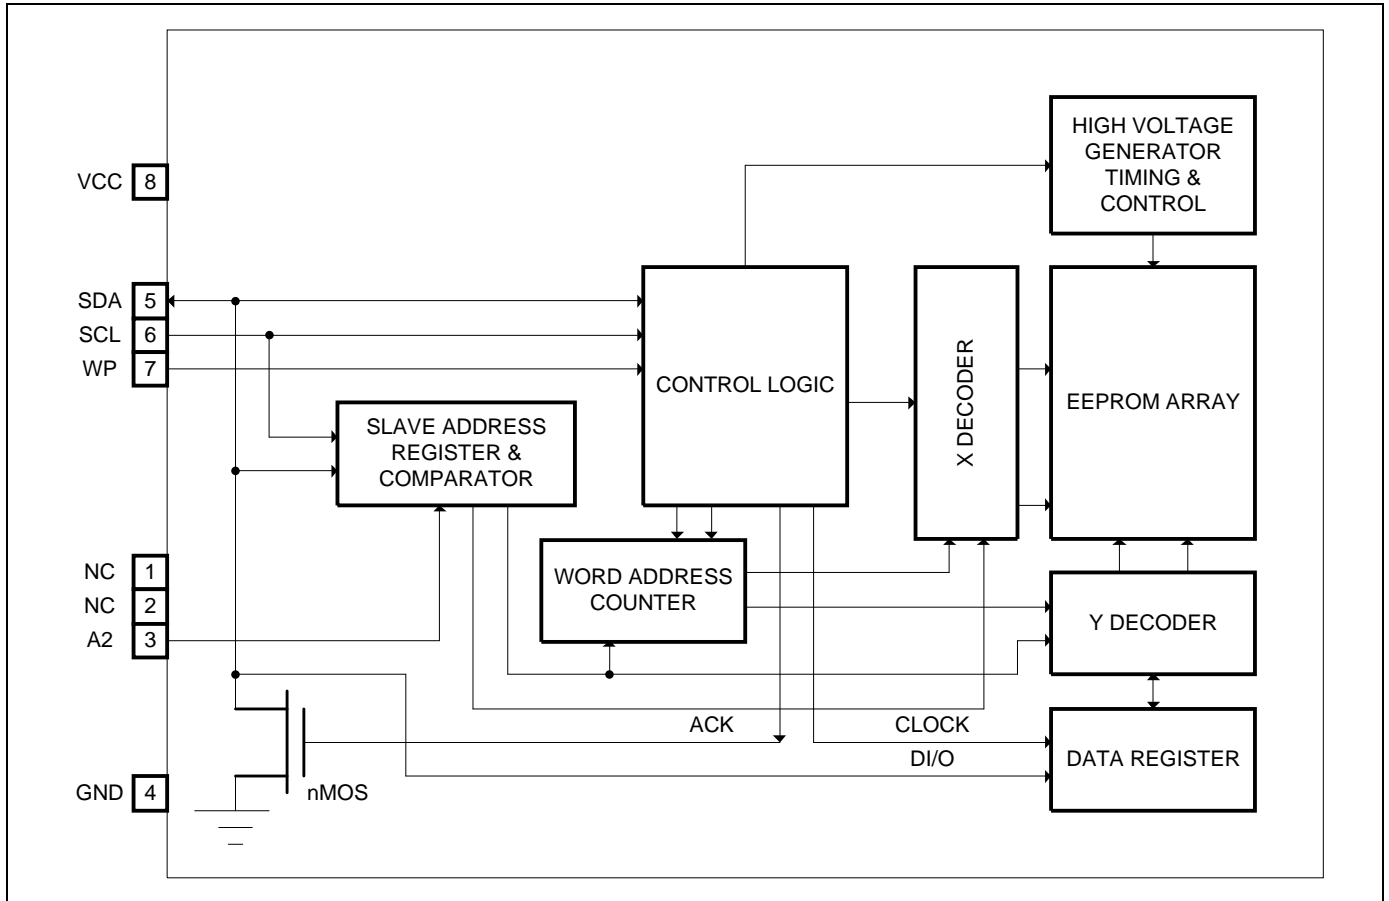 HIGH VOLTAGE
GENERATOR
TIMING &
CONTROL
VCC 8
SDA 5
SCL 6
WP 7
CONTROL LOGIC
X DECODER
EEPROM ARRAY
SLAVE ADDRESS
REGISTER &
COMPARATOR
NC 1
NC 2
A2 3
WORD ADDRESS
COUNTER
Y DECODER
ACK
CLOCK
DI/O
DATA REGISTER
GND 4
nMOS